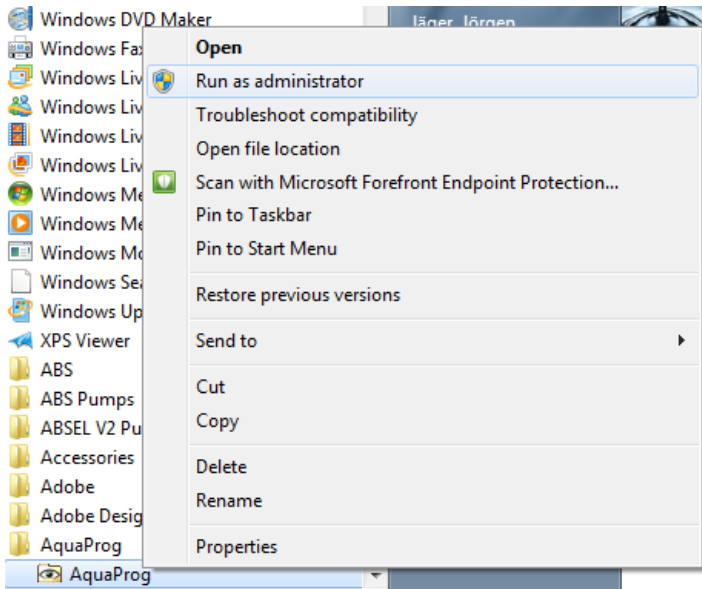 Windows DVD Maker
Jäger, Jörgen
Windows Fa
Windows Liv
Windows Liv
Windows Liv
Windows Liv
Windows Me
Windows Me
Windows Mo
Windows Sea
Windows Up
XPS Viewer
ABS
ABS Pumps
ABSEL V2 Pu
Accessories
Adobe
Adobe Desig
AquaProg
AquaProg
Open
Run as administrator
Troubleshoot compatibility
Open file location
Scan with Microsoft Forefront Endpoint Protection...
Pin to Taskbar
Pin to Start Menu
Restore previous versions
Send to
Cut
Copy
Delete
Rename
Properties